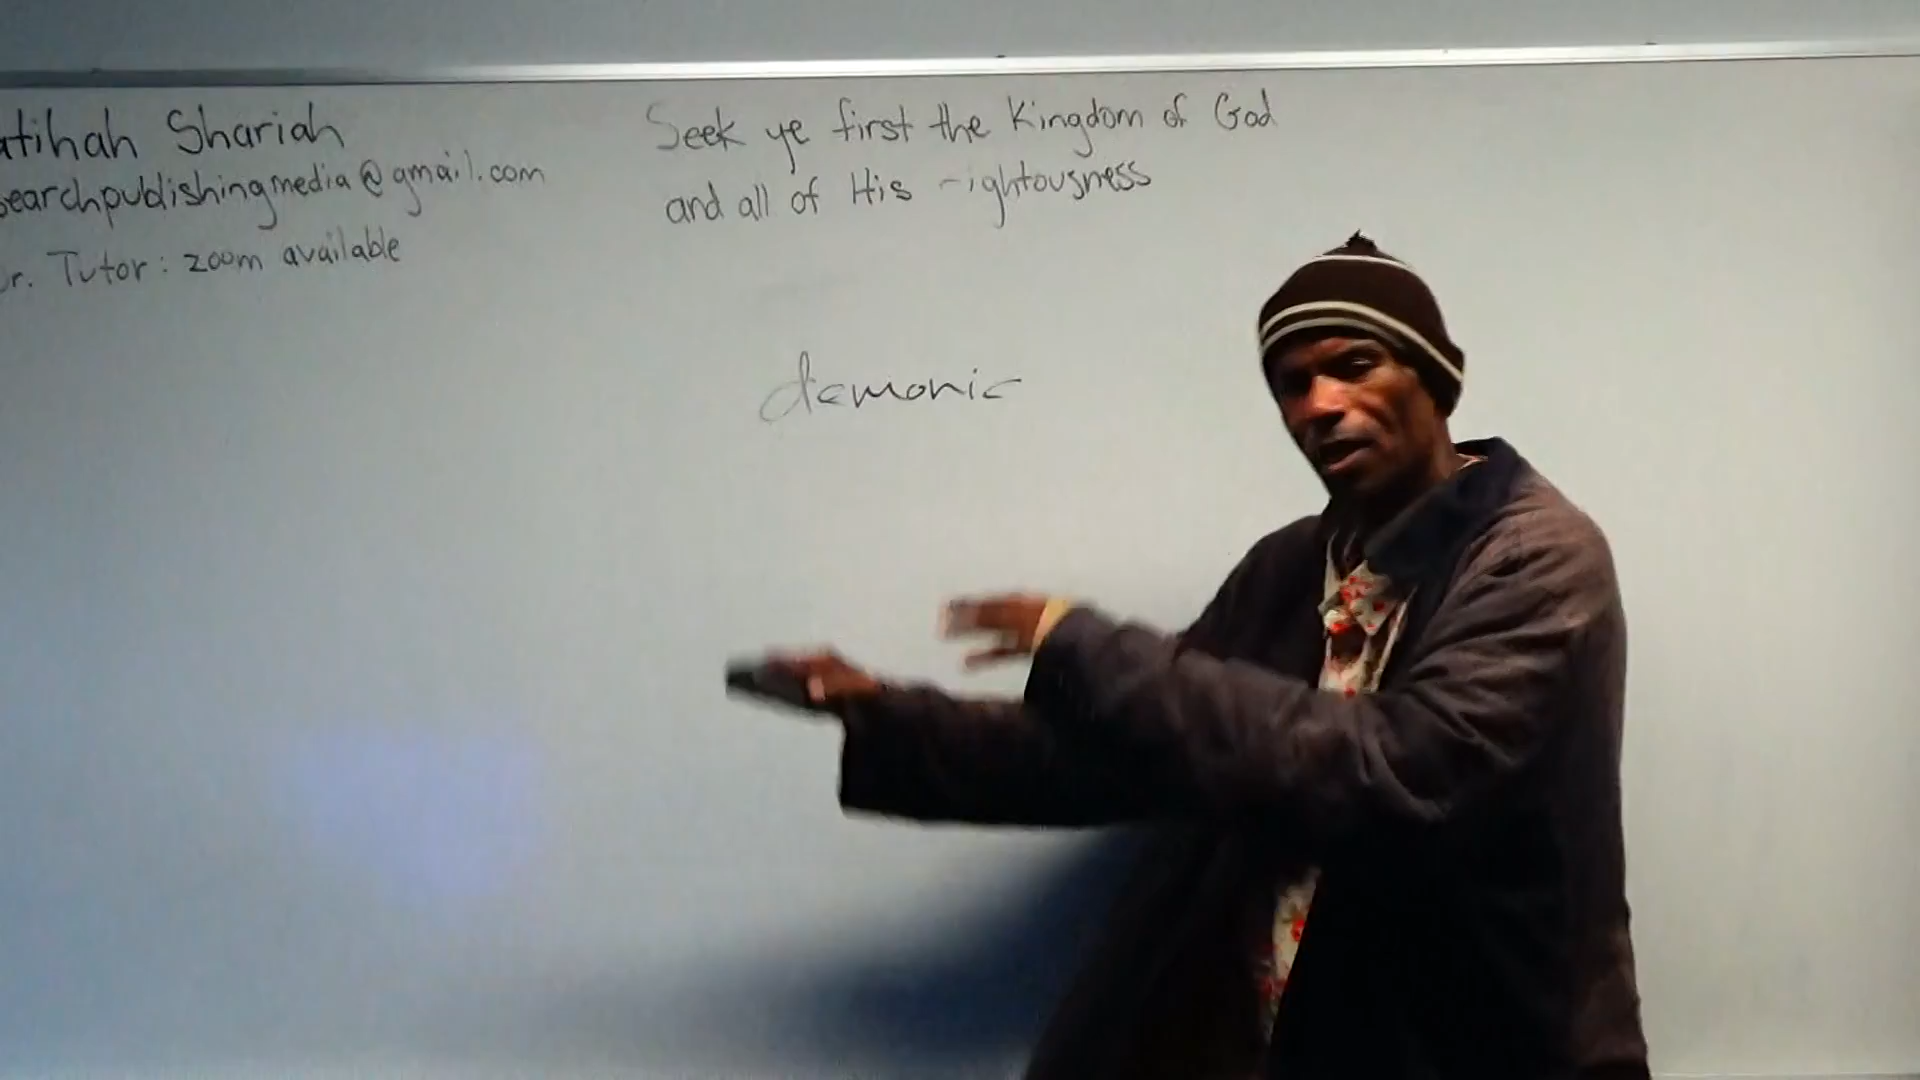 atihah Shariah
searchpublishingmedia@gmail.com
r. Tutor: zoom available
Seek ye first the Kingdom of God
and all of His rightousness
demonic